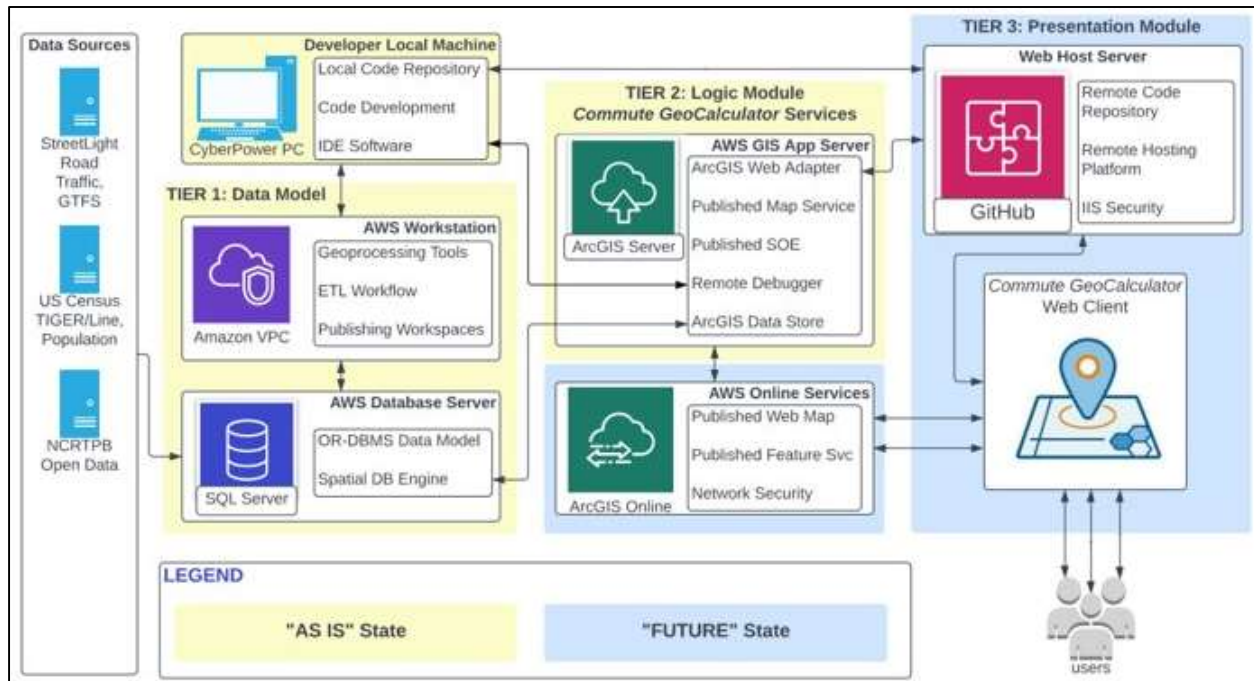 Data Sources
StreetLight
Road
Traffic,
GTFS
US Census
TIGER/Line,
Population
NCRTPB
Open Data
Developer Local Machine
CyberPower PC
Local Code Repository
Code Development
IDE Software
TIER 1: Data Model
AWS Workstation
Amazon VPC
Geoprocessing Tools
ETL Workflow
Publishing Workspaces
AWS Database Server
SQL Server
OR-DBMS Data Model
Spatial DB Engine
TIER 2: Logic Module
Commute GeoCalculator Services
AWS GIS App Server
ArcGIS Server
ArcGIS Web Adapter
Published Map Service
Published SOE
Remote Debugger
ArcGIS Data Store
AWS Online Services
ArcGIS Online
Published Web Map
Published Feature Svc
Network Security
TIER 3: Presentation Module
Web Host Server
GitHub
Remote Code
Repository
Remote Hosting
Platform
IIS Security
Commute GeoCalculator
Web Client
users
LEGEND
"AS IS" State
"FUTURE" State